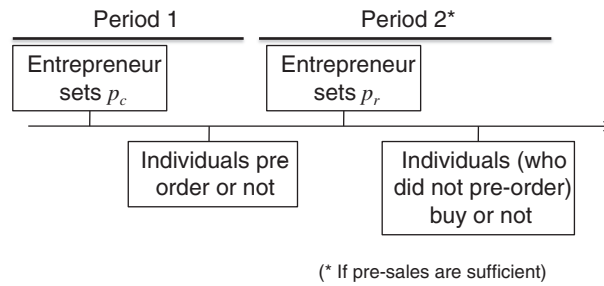 Period 1
Period 2*
Entrepreneur
sets p_c
Entrepreneur
sets p_r
Individuals pre
order or not
Individuals (who
did not pre-order)
buy or not
(* If pre-sales are sufficient)